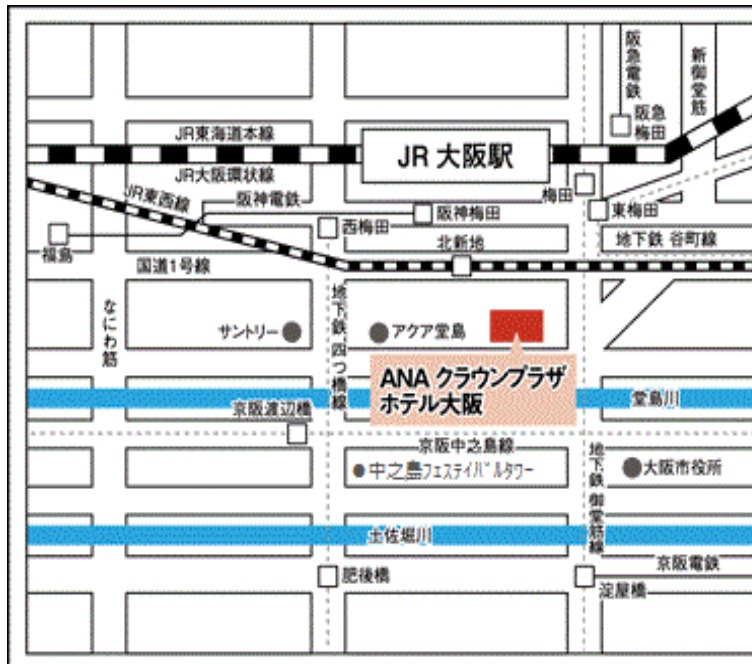 阪急電鉄
新御堂筋
阪急
梅田
JR東海道本線
JR 大阪駅
JR大阪環状線
JR東西線
阪神電鉄
梅田
阪神梅田
東梅田
西梅田
北新地
地下鉄 谷町線
福島
国道1号線
なにわ筋
地下鉄 四つ橋線
サントリー
アクア堂島
ANA クラウンプラザ
ホテル大阪
堂島川
京阪渡辺橋
京阪中之島線
中之島フェスティバルタワー
地下鉄 御堂筋線
大阪市役所
土佐堀川
京阪電鉄
肥後橋
淀屋橋